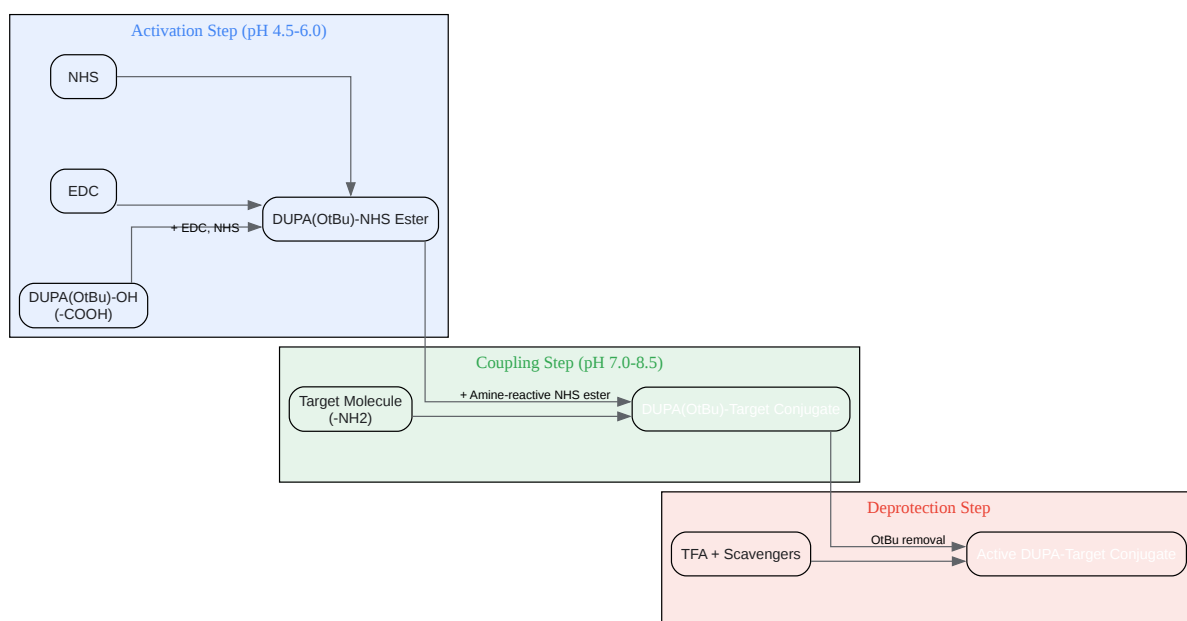 Activation Step (pH 4.5-6.0)
NHS
EDC
DUPA(OtBu)-NHS Ester
+ EDC, NHS
DUPA(OtBu)-OH
(-COOH)
Coupling Step (pH 7.0-8.5)
Target Molecule
(-NH2)
+ Amine-reactive NHS ester
DUPA(OtBu)-Target Conjugate
Deprotection Step
TFA + Scavengers
OtBu removal
Active DUPA-Target Conjugate